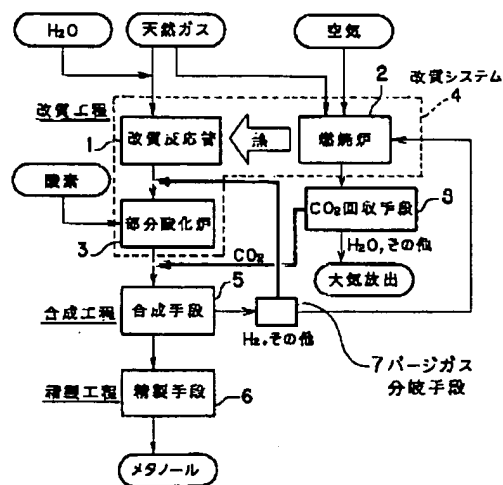 H₂O
天然ガス
空気
改質システム
4
2
改質工程
1
改質反応管
熱
燃焼炉
酸素
部分酸化炉
3
CO₂回収手段
8
CO₂
H₂O,その他
大気放出
5
合成工程
合成手段
H₂,その他
7 パージガス
分岐手段
精製工程
精製手段
6
メタノール